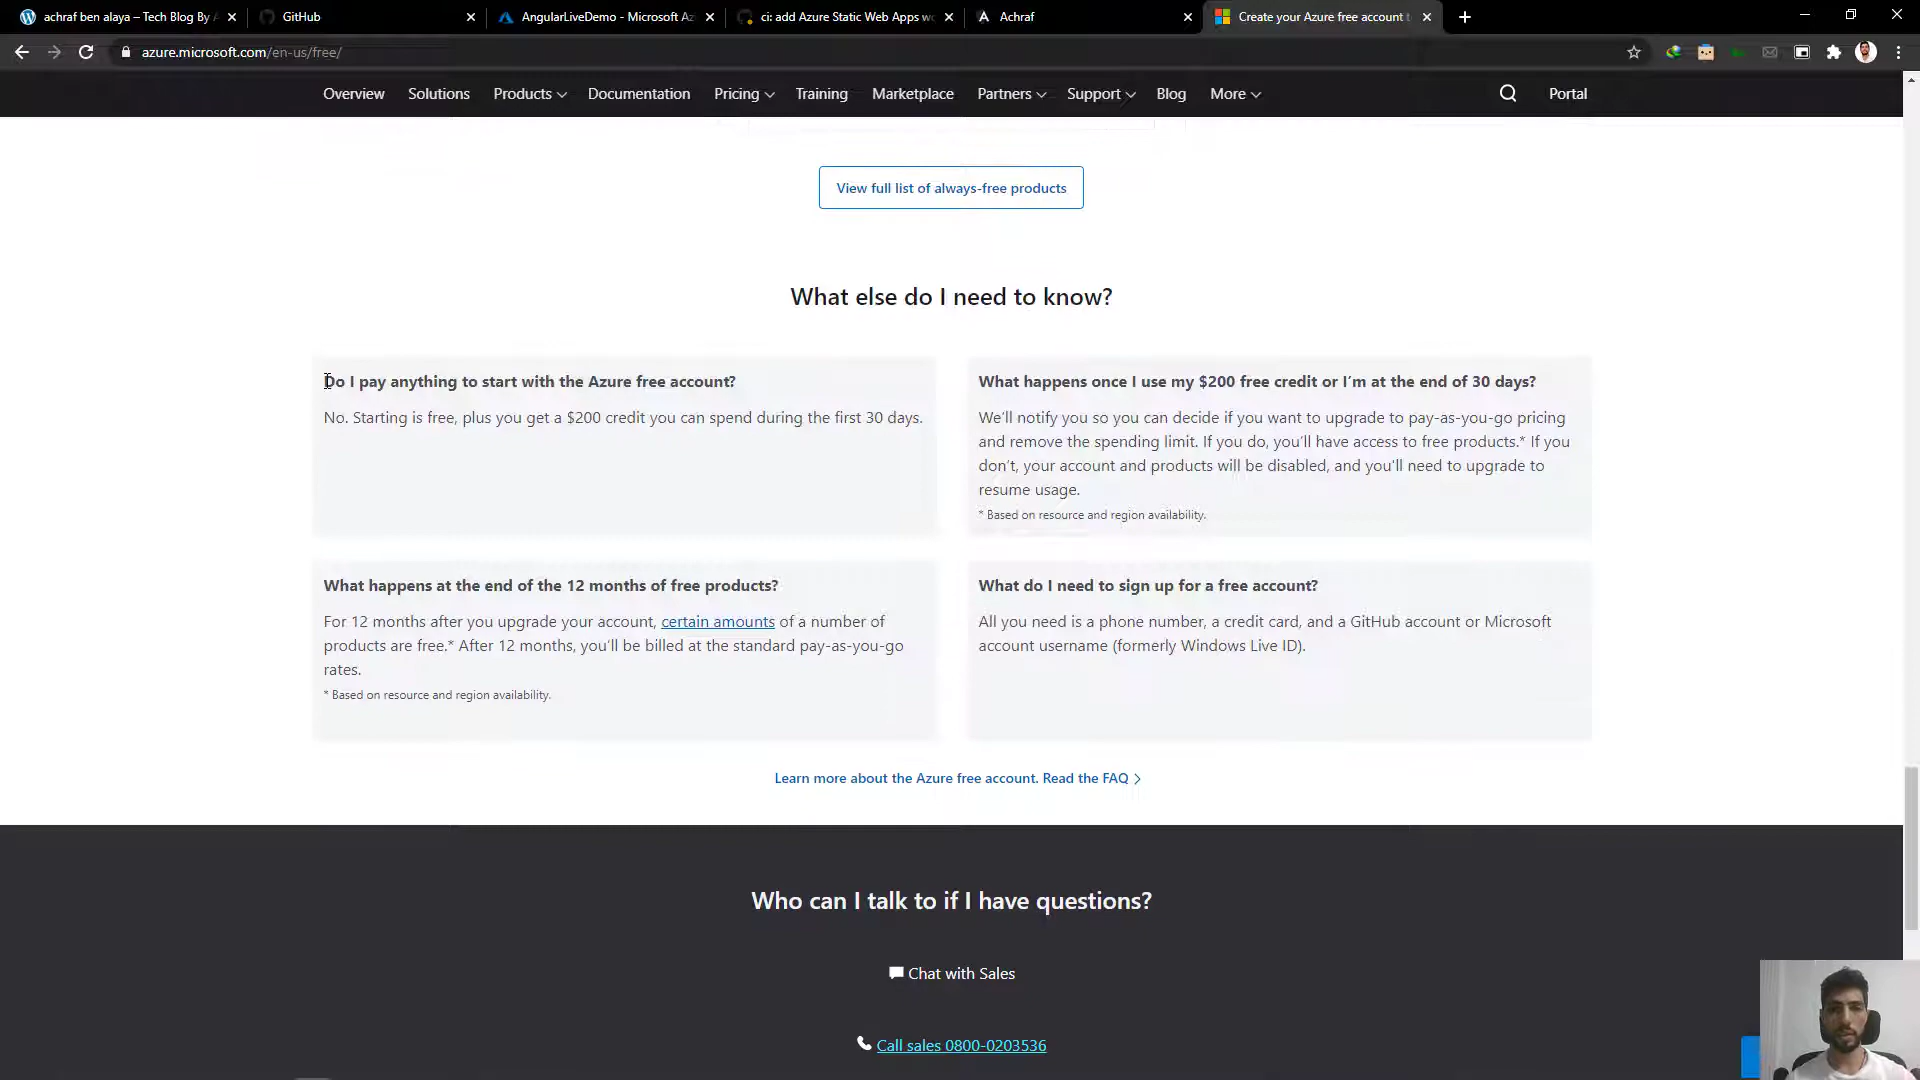 achraf ben alaya – Tech Blog By
GitHub
AngularLiveDemo - Microsoft Az
ci: add Azure Static Web Apps w
Achraf
Create your Azure free account t
azure.microsoft.com/en-us/free/
Overview
Solutions
Products
Documentation
Pricing
Training
Marketplace
Partners
Support
Blog
More
Portal
View full list of always-free products
What else do I need to know?
Do I pay anything to start with the Azure free account?
No. Starting is free, plus you get a $200 credit you can spend during the first 30 days.
What happens once I use my $200 free credit or I’m at the end of 30 days?
We’ll notify you so you can decide if you want to upgrade to pay-as-you-go pricing
and remove the spending limit. If you do, you’ll have access to free products.* If you
don’t, your account and products will be disabled, and you'll need to upgrade to
resume usage.
* Based on resource and region availability.
What happens at the end of the 12 months of free products?
For 12 months after you upgrade your account, certain amounts of a number of
products are free.* After 12 months, you’ll be billed at the standard pay-as-you-go
rates.
* Based on resource and region availability.
What do I need to sign up for a free account?
All you need is a phone number, a credit card, and a GitHub account or Microsoft
account username (formerly Windows Live ID).
Learn more about the Azure free account. Read the FAQ
Who can I talk to if I have questions?
Chat with Sales
Call sales 0800-0203536